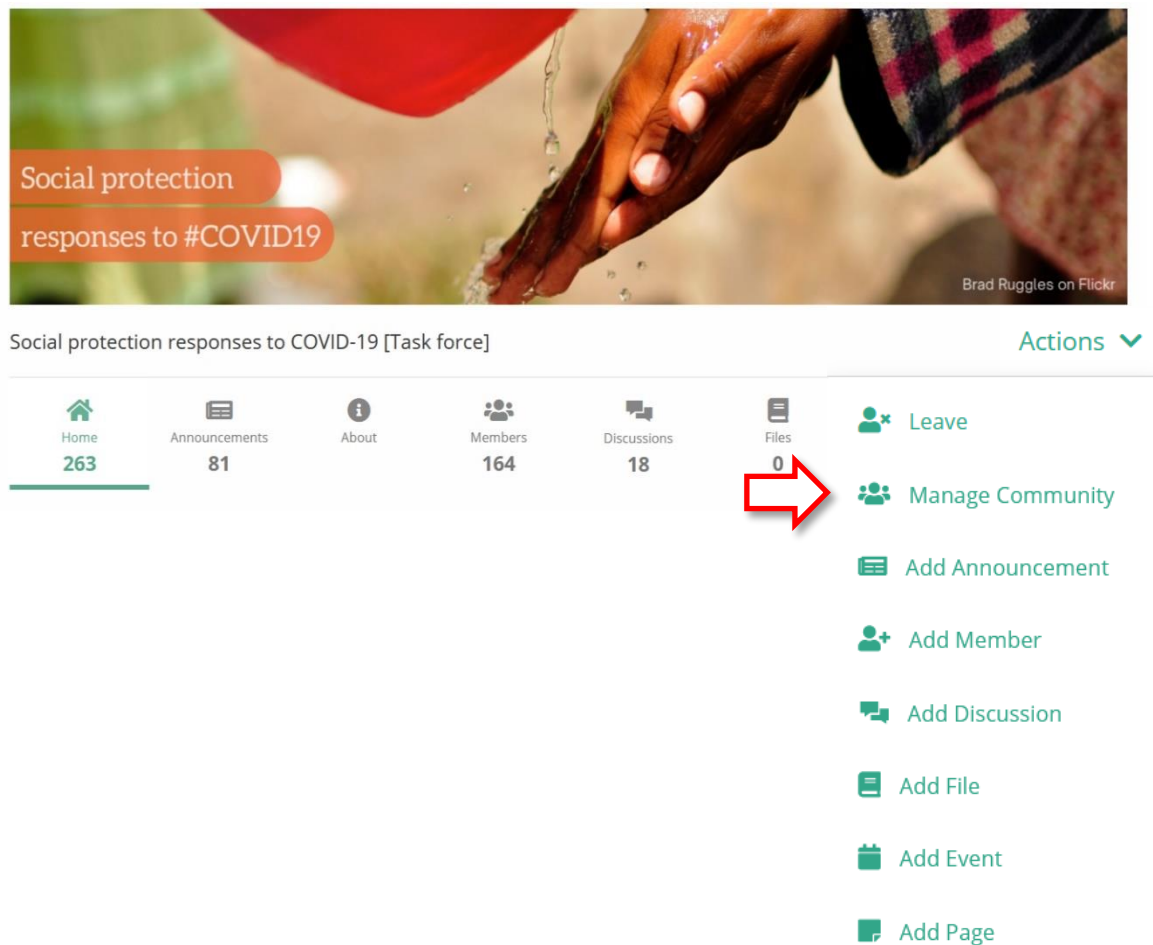 Social protection
responses to #COVID19
Brad Ruggles on Flickr
Social protection responses to COVID-19 [Task force]
Actions
Home
263
Announcements
81
About
Members
164
Discussions
18
Files
0
Leave
Manage Community
Add Announcement
Add Member
Add Discussion
Add File
Add Event
Add Page